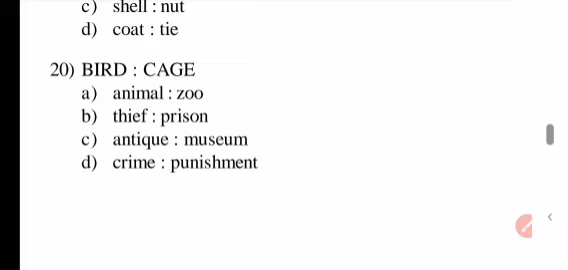 c) shell : nut
d) coat : tie
20) BIRD : CAGE
a) animal : zoo
b) thief : prison
c) antique : museum
d) crime : punishment